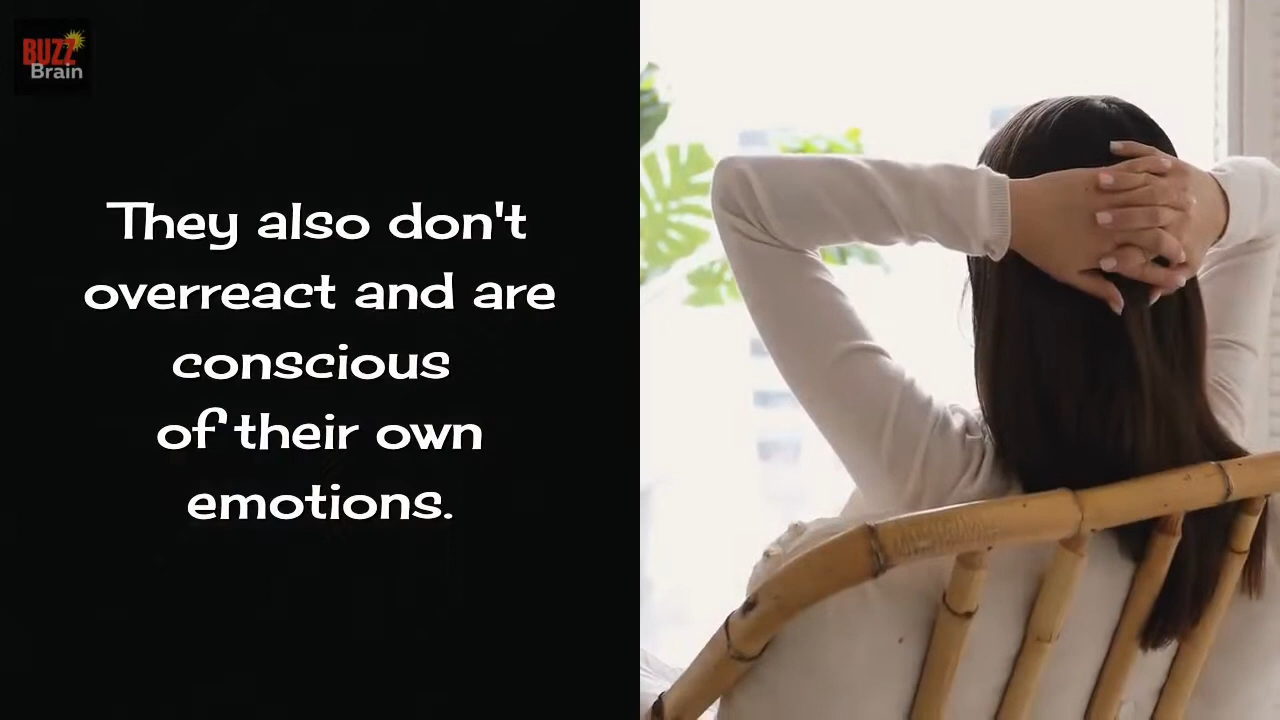 BUZZ
Brain
They also don't
overreact and are
conscious
of their own
emotions.